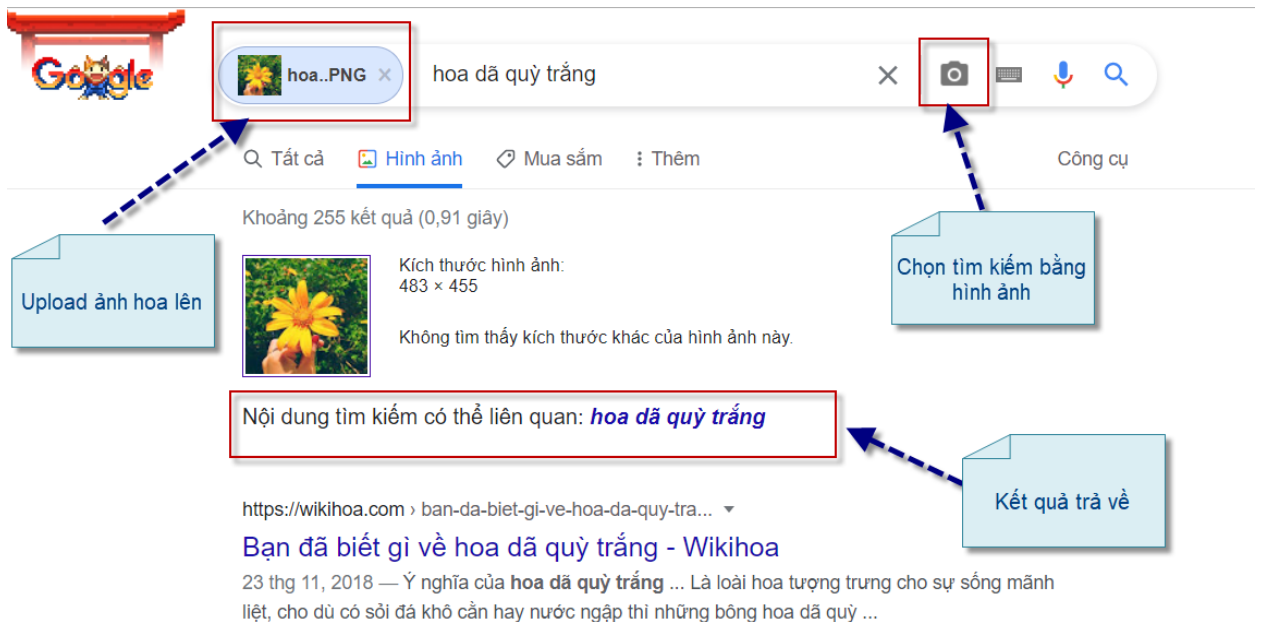 Google
hoa..PNG × hoa dã quỳ trắng
Tất cả Hình ảnh Mua sắm Thêm Công cụ
Khoảng 255 kết quả (0,91 giây)
Upload ảnh hoa lên
Kích thước hình ảnh:
483 × 455
Không tìm thấy kích thước khác của hình ảnh này.
Chọn tìm kiếm bằng
hình ảnh
Nội dung tìm kiếm có thể liên quan: hoa dã quỳ trắng
Kết quả trả về
https://wikihoa.com › ban-da-biet-gi-ve-hoa-da-quy-tra...
Bạn đã biết gì về hoa dã quỳ trắng - Wikihoa
23 thg 11, 2018 — Ý nghĩa của hoa dã quỳ trắng ... Là loài hoa tượng trưng cho sự sống mãnh
liệt, cho dù có sỏi đá khô cằn hay nước ngập thì những bông hoa dã quỳ ...